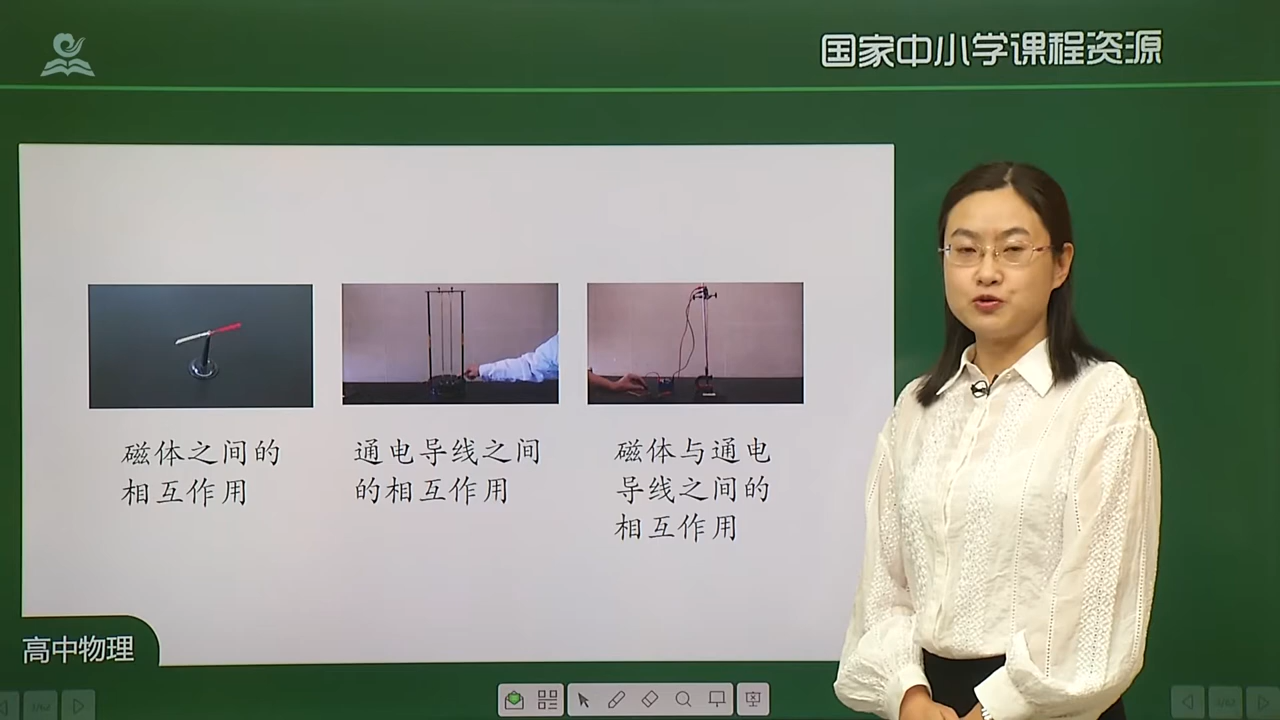 国家中小学课程资源
磁体之间的
相互作用
通电导线之间
的相互作用
磁体与通电
导线之间的
相互作用
高中物理